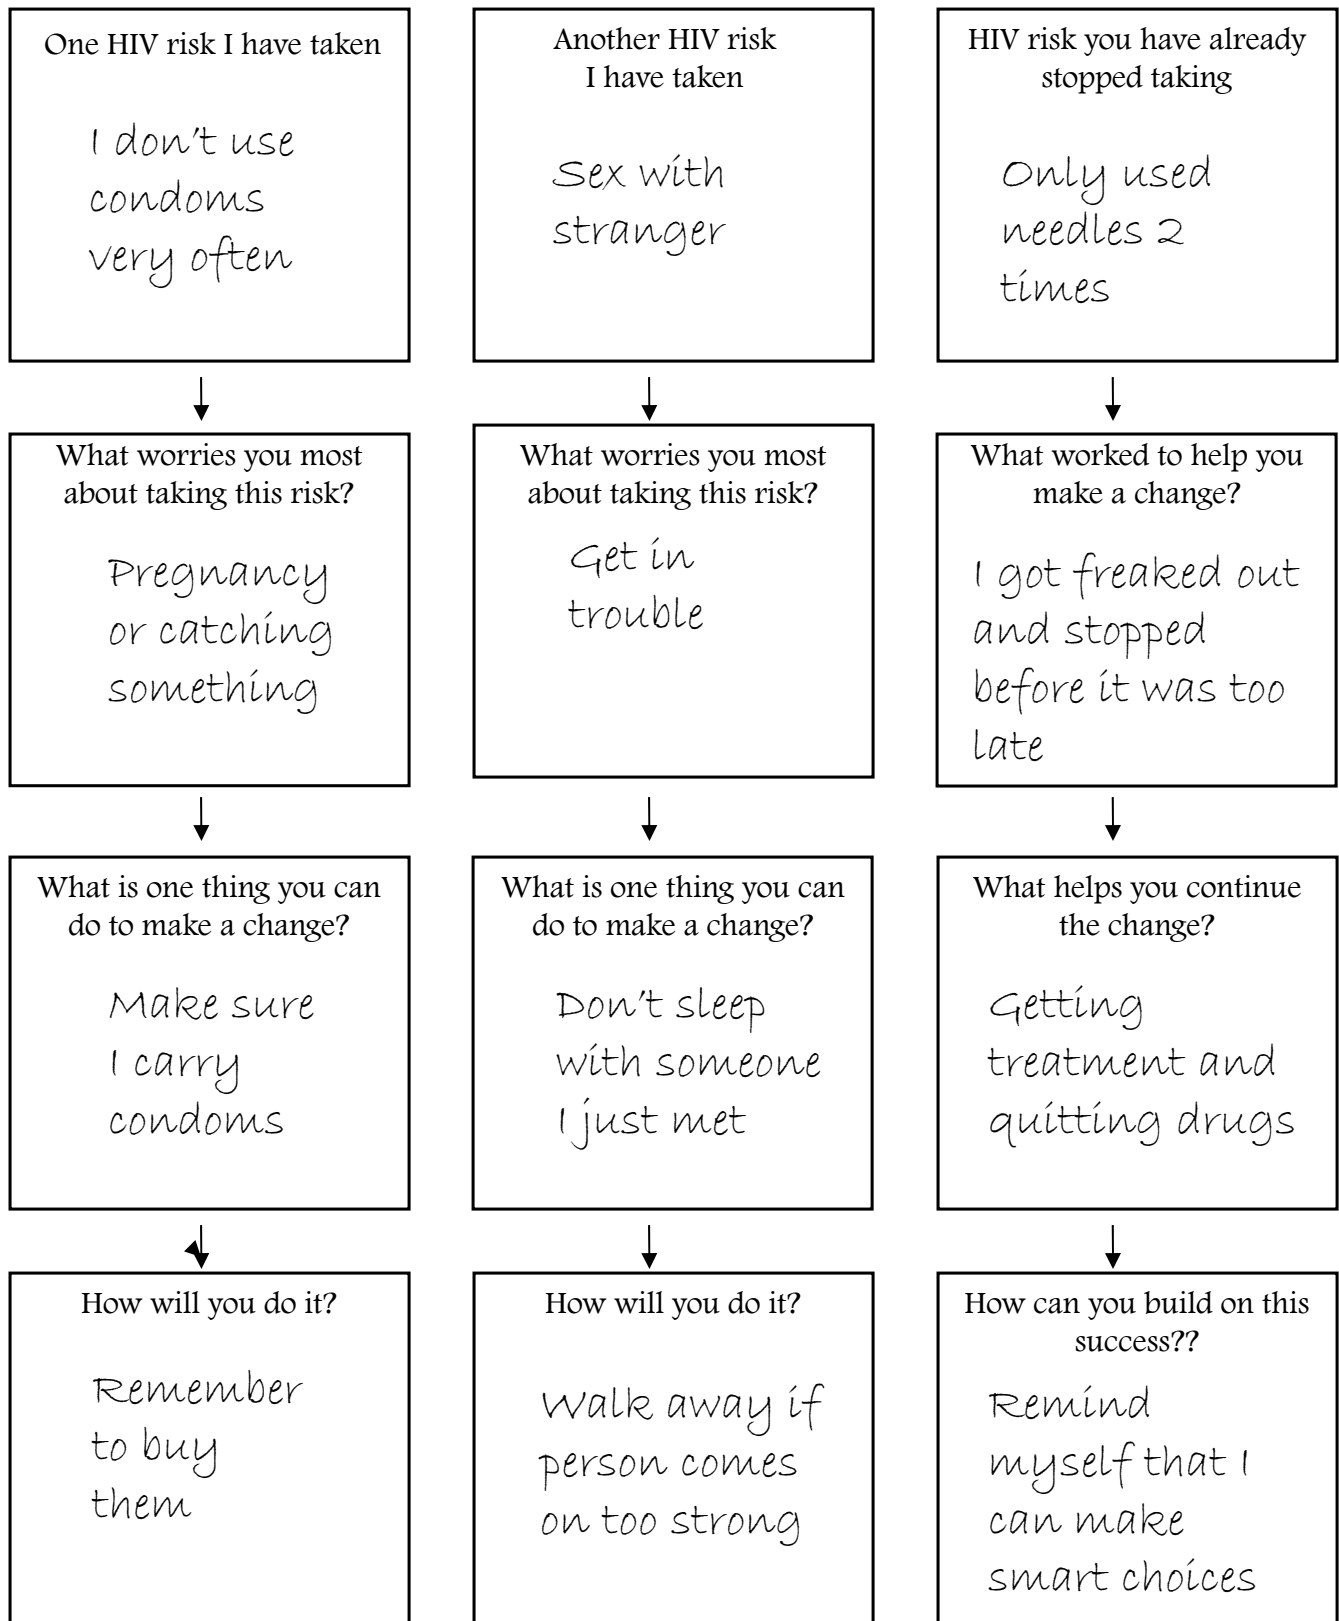 One HIV risk I have taken
I don't use
condoms
very often
What worries you most
about taking this risk?
Pregnancy
or catching
something
What is one thing you can
do to make a change?
Make sure
I carry
condoms
How will you do it?
Remember
to buy
them
Another HIV risk
I have taken
Sex with
stranger
What worries you most
about taking this risk?
Get in
trouble
What is one thing you can
do to make a change?
Don't sleep
with someone
I just met
How will you do it?
Walk away if
person comes
on too strong
HIV risk you have already
stopped taking
Only used
needles 2
times
What worked to help you
make a change?
I got freaked out
and stopped
before it was too
late
What helps you continue
the change?
Getting
treatment and
quitting drugs
How can you build on this
success??
Remind
myself that I
can make
smart choices